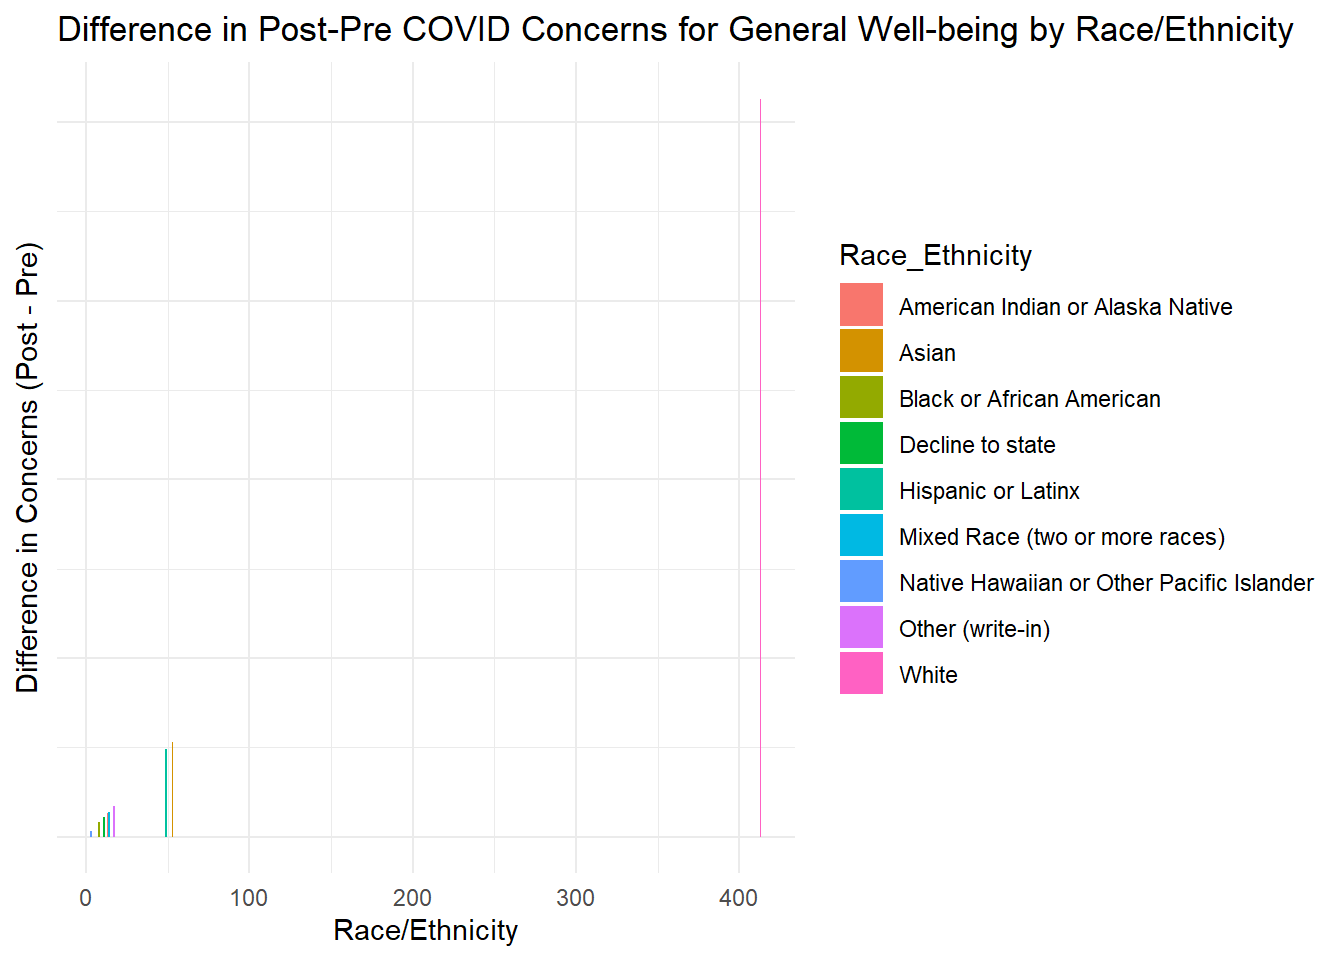 Difference in Post-Pre COVID Concerns for General Well-being by Race/Ethnicity
Difference in Concerns (Post - Pre)
0 100 200 300 400
Race/Ethnicity
Race_Ethnicity
American Indian or Alaska Native
Asian
Black or African American
Decline to state
Hispanic or Latinx
Mixed Race (two or more races)
Native Hawaiian or Other Pacific Islander
Other (write-in)
White